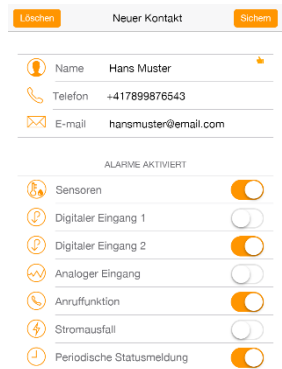 Löschen Neuer Kontakt Sichern
Name Hans Muster
Telefon +417899876543
E-mail hansmuster@email.com
ALARME AKTIVIERT
Sensoren
Digitaler Eingang 1
Digitaler Eingang 2
Analoger Eingang
Anruffunktion
Stromausfall
Periodische Statusmeldung